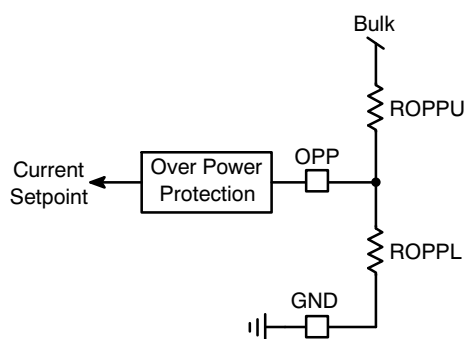 Bulk
ROPPU
OPP
Over Power
Protection
Current
Setpoint
ROPPL
GND